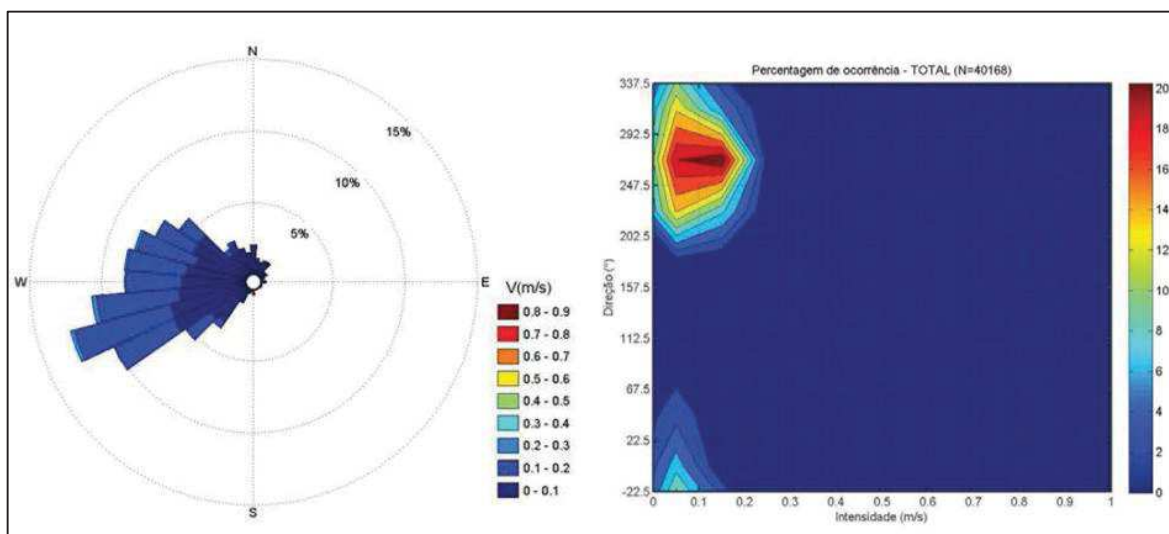 N
15%
10%
5%
W
E
S
V(m/s)
0.8 - 0.9
0.7 - 0.8
0.6 - 0.7
0.5 - 0.6
0.4 - 0.5
0.3 - 0.4
0.2 - 0.3
0.1 - 0.2
0 - 0.1
Percentagem de ocorrência - TOTAL (N=40168)
Direção (°)
337.5
292.5
247.5
202.5
157.5
112.5
67.5
22.5
-22.5
0 0.1 0.2 0.3 0.4 0.5 0.6 0.7 0.8 0.9 1
Intensidade (m/s)
20
18
16
14
12
10
8
6
4
2
0